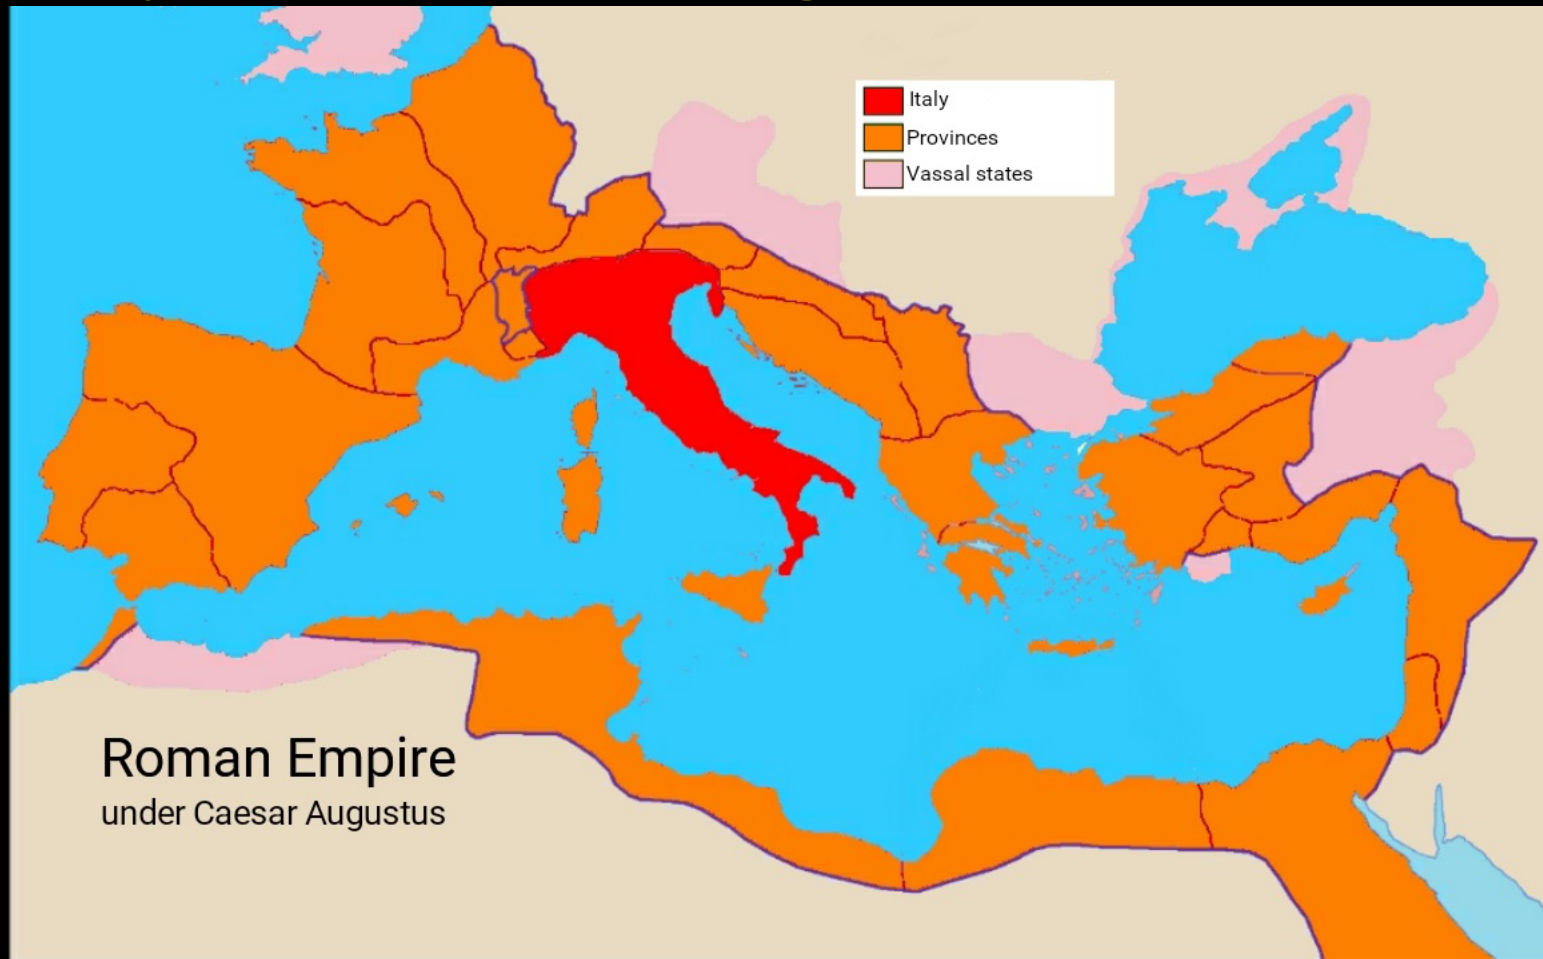 Italy
Provinces
Vassal states
Roman Empire
under Caesar Augustus